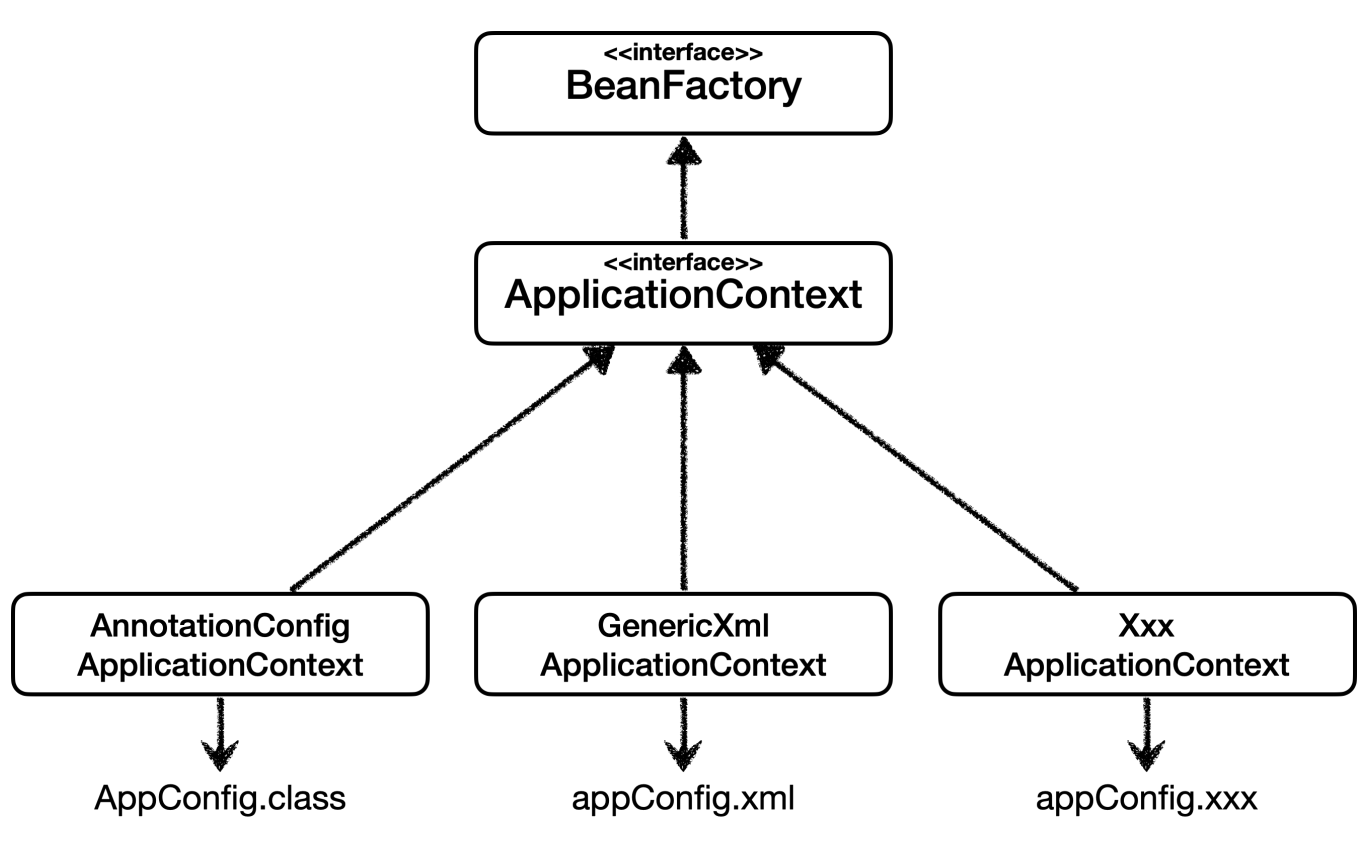 <<interface>>
BeanFactory
<<interface>>
ApplicationContext
AnnotationConfig
ApplicationContext
GenericXml
ApplicationContext
Xxx
ApplicationContext
AppConfig.class
appConfig.xml
appConfig.xxx